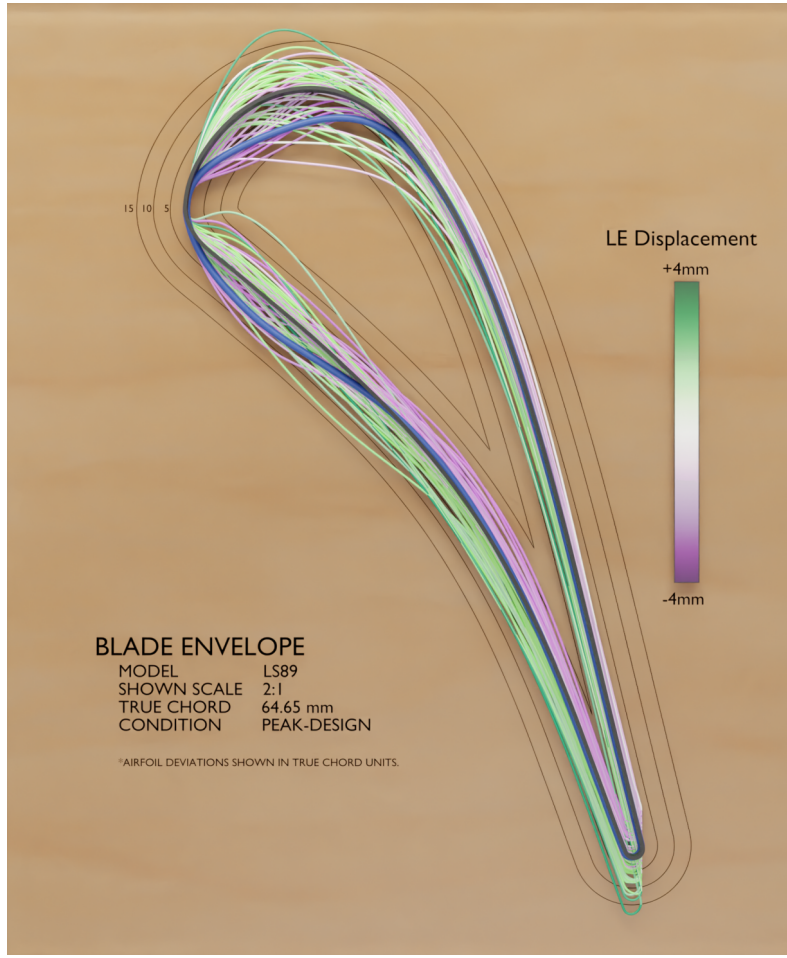 15 10 5
LE Displacement
+4mm
-4mm
BLADE ENVELOPE
MODEL LS89
SHOWN SCALE 2:1
TRUE CHORD 64.65 mm
CONDITION PEAK-DESIGN
*AIRFOIL DEVIATIONS SHOWN IN TRUE CHORD UNITS.